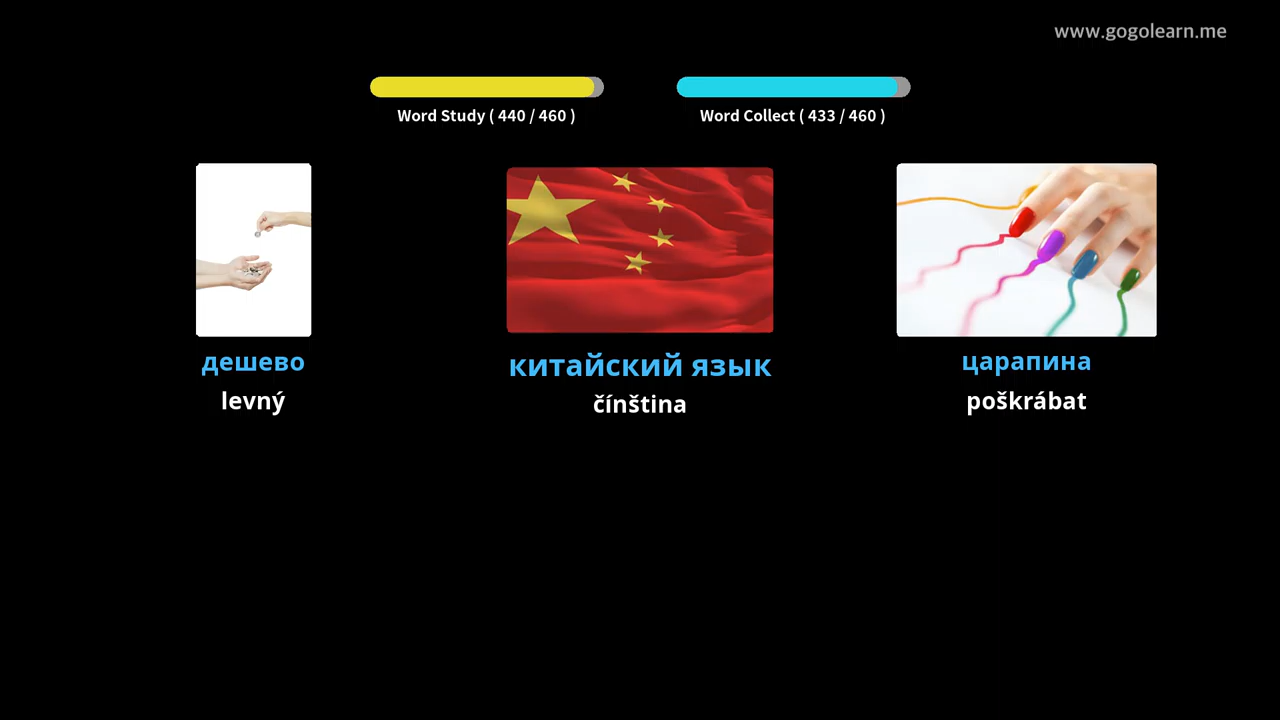 www.gogolearn.me
Word Study ( 440 / 460 )
Word Collect ( 433 / 460 )
дешево
levný
китайский язык
čínština
царапина
poškrábat